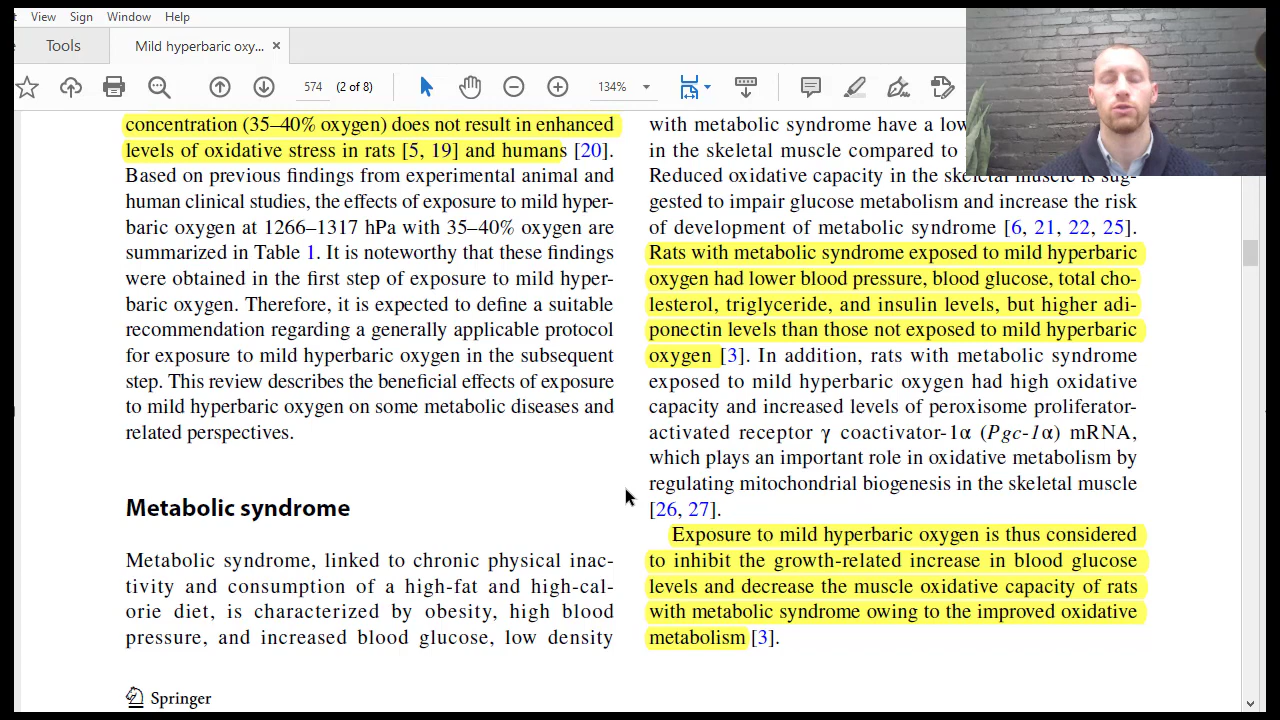 View Sign Window Help
Tools
Mild hyperbaric oxy... ×
574 (2 of 8)
134%
concentration (35–40% oxygen) does not result in enhanced
levels of oxidative stress in rats [5, 19] and humans [20].
Based on previous findings from experimental animal and
human clinical studies, the effects of exposure to mild hyper-
baric oxygen at 1266–1317 hPa with 35–40% oxygen are
summarized in Table 1. It is noteworthy that these findings
were obtained in the first step of exposure to mild hyper-
baric oxygen. Therefore, it is expected to define a suitable
recommendation regarding a generally applicable protocol
for exposure to mild hyperbaric oxygen in the subsequent
step. This review describes the beneficial effects of exposure
to mild hyperbaric oxygen on some metabolic diseases and
related perspectives.
Metabolic syndrome
Metabolic syndrome, linked to chronic physical inac-
tivity and consumption of a high-fat and high-cal-
orie diet, is characterized by obesity, high blood
pressure, and increased blood glucose, low density
with metabolic syndrome have a low
in the skeletal muscle compared to
Reduced oxidative capacity in the skeletal muscle is sug-
gested to impair glucose metabolism and increase the risk
of development of metabolic syndrome [6, 21, 22, 25].
Rats with metabolic syndrome exposed to mild hyperbaric
oxygen had lower blood pressure, blood glucose, total cho-
lesterol, triglyceride, and insulin levels, but higher adi-
ponectin levels than those not exposed to mild hyperbaric
oxygen [3]. In addition, rats with metabolic syndrome
exposed to mild hyperbaric oxygen had high oxidative
capacity and increased levels of peroxisome proliferator-
activated receptor γ coactivator-1α (Pgc-1α) mRNA,
which plays an important role in oxidative metabolism by
regulating mitochondrial biogenesis in the skeletal muscle
[26, 27].
Exposure to mild hyperbaric oxygen is thus considered
to inhibit the growth-related increase in blood glucose
levels and decrease the muscle oxidative capacity of rats
with metabolic syndrome owing to the improved oxidative
metabolism [3].
Springer